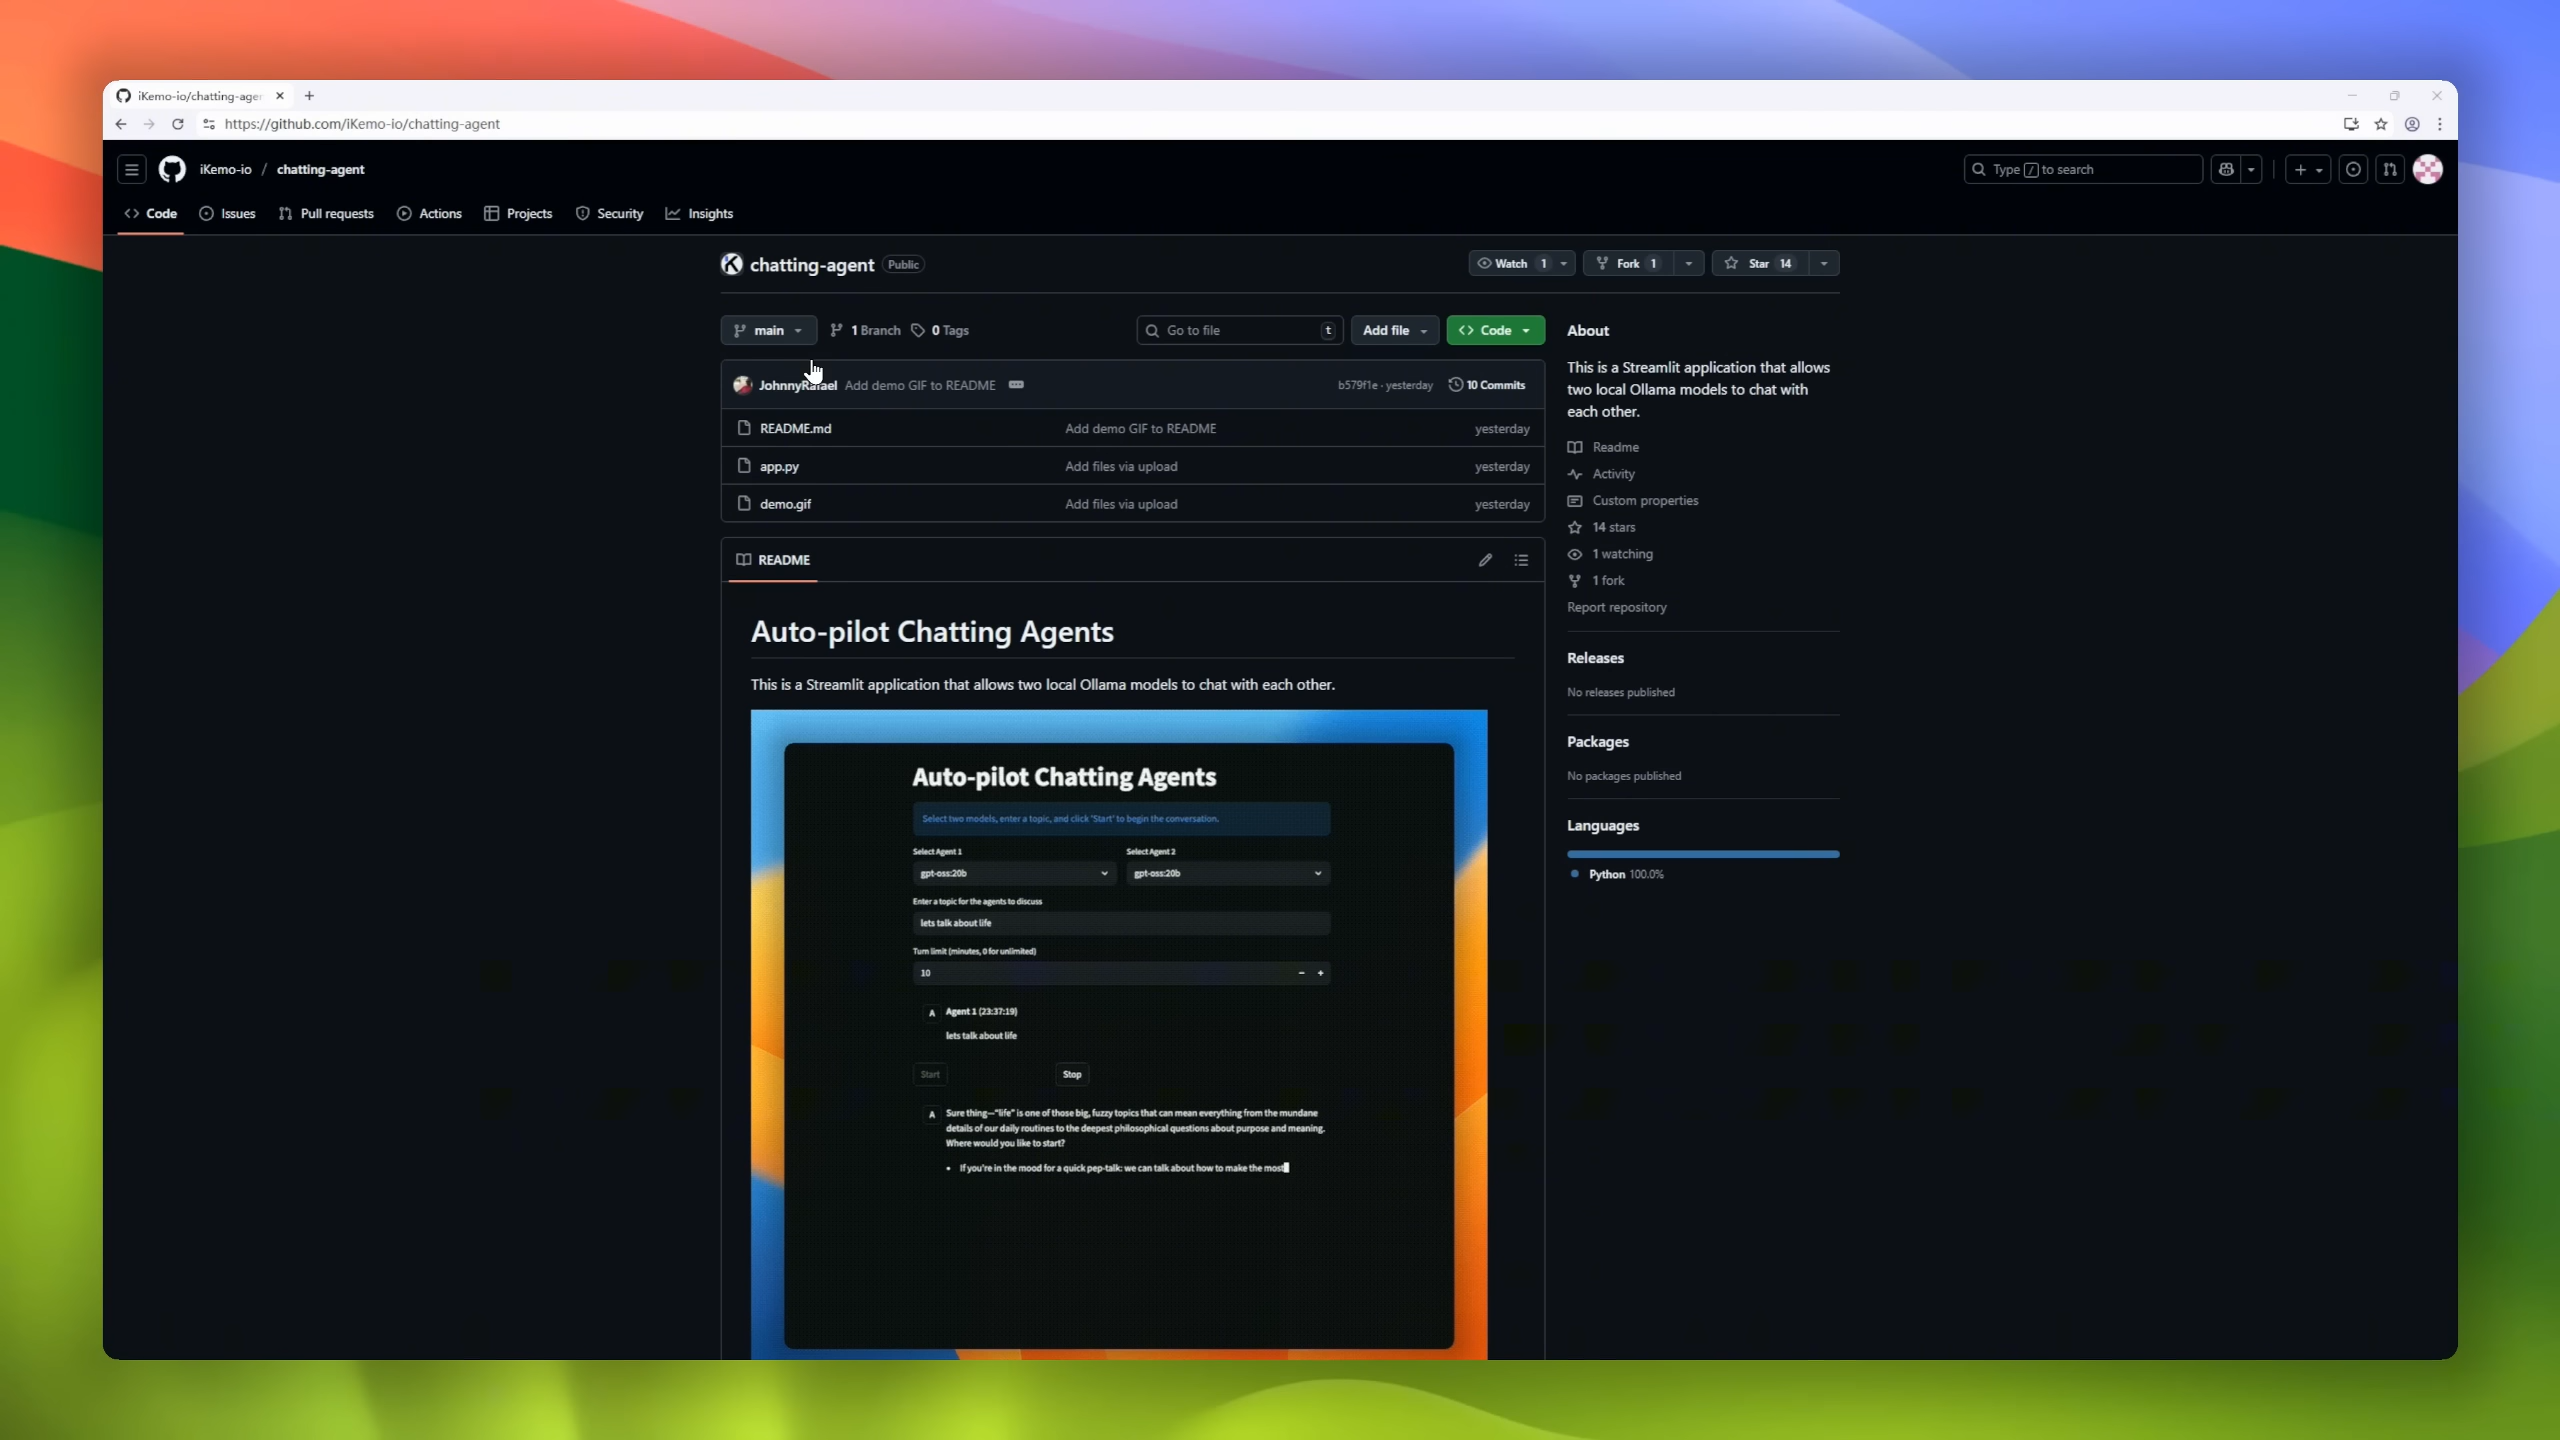 iKemo-io/chatting-ager
https://github.com/iKemo-io/chatting-agent
iKemo-io / chatting-agent
Type / to search
Code Issues Pull requests Actions Projects Security Insights
chatting-agent Public
Watch 1 Fork 1 Star 14
main 1 Branch 0 Tags Go to file t Add file Code
JohnnyRafael Add demo GIF to README b579f1e · yesterday 10 Commits
README.md Add demo GIF to README yesterday
app.py Add files via upload yesterday
demo.gif Add files via upload yesterday
README
Auto-pilot Chatting Agents
This is a Streamlit application that allows two local Ollama models to chat with each other.
Auto-pilot Chatting Agents
Select two models, enter a topic, and click 'Start' to begin the conversation.
Select Agent 1 Select Agent 2
gpt-oss:20b gpt-oss:20b
Enter a topic for the agents to discuss
lets talk about life
Turn limit (minutes, 0 for unlimited)
10 - +
A Agent 1 (23:37:19)
lets talk about life
Start Stop
A Sure thing—"life" is one of those big, fuzzy topics that can mean everything from the mundane
details of our daily routines to the deepest philosophical questions about purpose and meaning.
Where would you like to start?
• If you're in the mood for a quick pep-talk: we can talk about how to make the most
About
This is a Streamlit application that allows
two local Ollama models to chat with
each other.
Readme
Activity
Custom properties
14 stars
1 watching
1 fork
Report repository
Releases
No releases published
Packages
No packages published
Languages
Python 100.0%